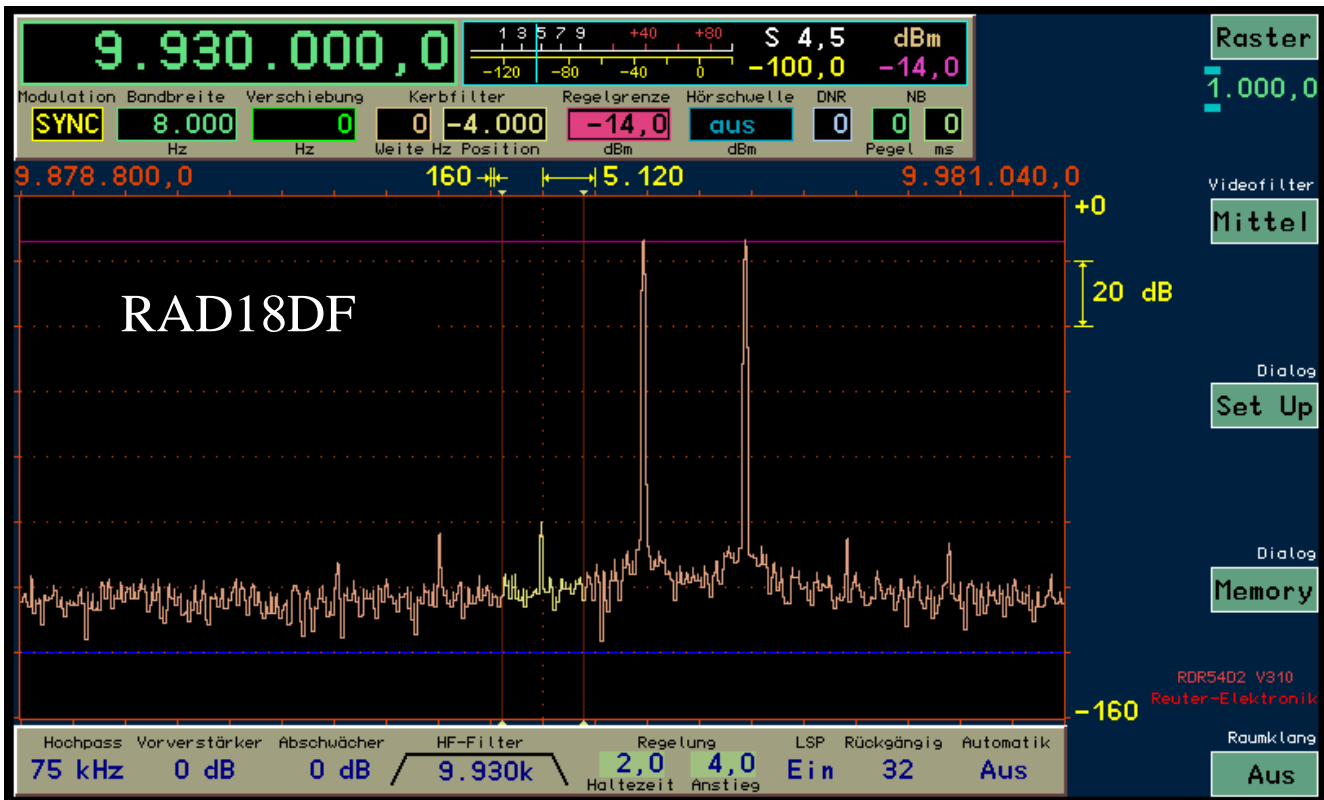 9.930.000,0
1 3 5 7 9 +40 +80 S 4,5 dBm
-120 -80 -40 0 -100,0 -14,0
Modulation Bandbreite Verschiebung Kerbfilter Regelgrenze Hörschwelle DNR NB
SYNC 8.000 0 0 -4.000 -14,0 aus 0 0 0
Hz Hz Weite Hz Position dBm dBm Pegel ms
Raster
1.000,0
9.878.800,0 160 5.120 9.981.040,0
+0
20 dB
-160
RAD18DF
Videofilter
Mittel
Dialog
Set Up
Dialog
Memory
RDR54D2 V310
Reuter-Elektronik
Raumklang
Aus
Hochpass Vorverstärker Abschwächer HF-Filter Regelung LSP Rückgängig Automatik
75 kHz 0 dB 0 dB 9.930k 2,0 4,0 Ein 32 Aus
Haltezeit Anstieg